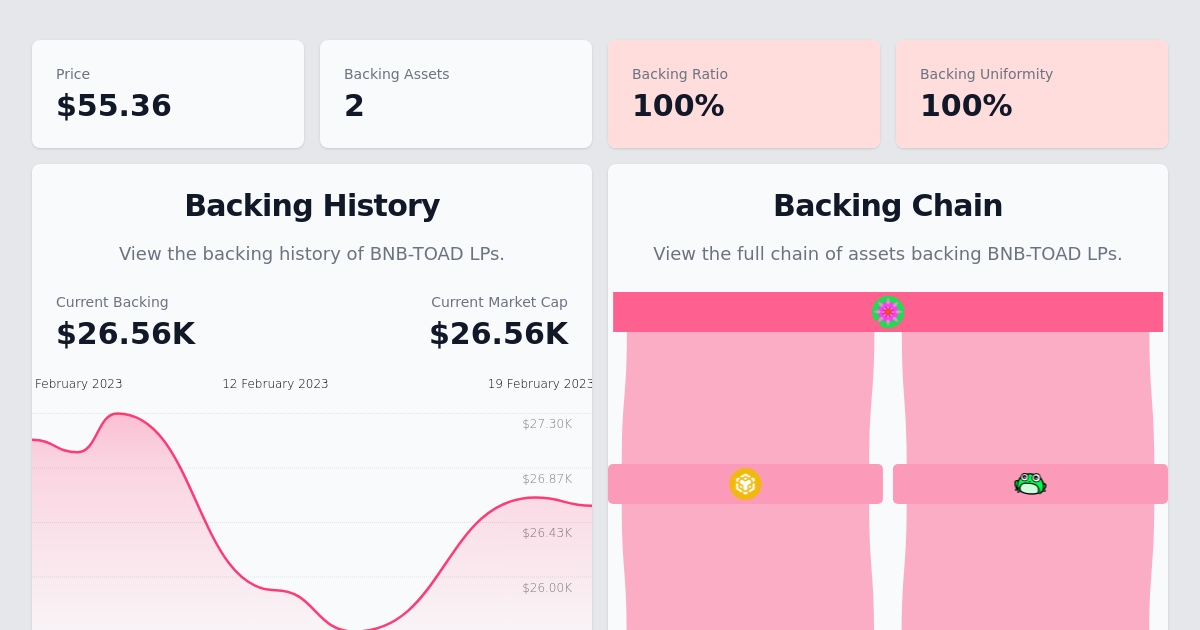 Price
$55.36
Backing Assets
2
Backing Ratio
100%
Backing Uniformity
100%
Backing History
View the backing history of BNB-TOAD LPs.
Current Backing
$26.56K
Current Market Cap
$26.56K
February 2023
12 February 2023
19 February 2023
$27.30K
$26.87K
$26.43K
$26.00K
Backing Chain
View the full chain of assets backing BNB-TOAD LPs.